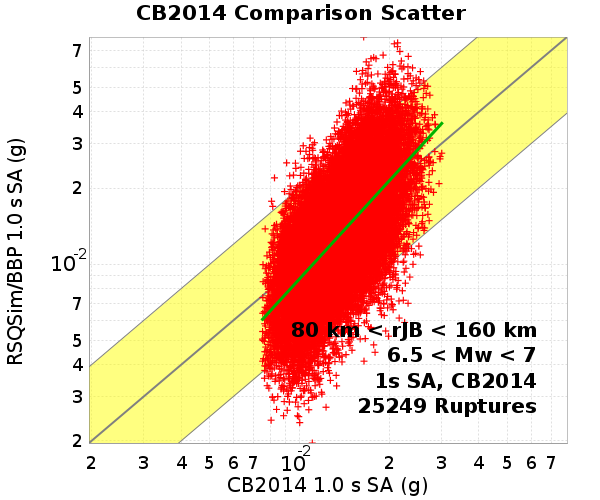 CB2014 Comparison Scatter
RSQSim/BBP 1.0 s SA (g)
7
5
4
3
2
10-2
7
5
4
3
2
80 km < rJB < 160 km
6.5 < Mw < 7
1s SA, CB2014
25249 Ruptures
2 3 4 5 6 7 10-2 2 3 4 5 6 7
CB2014 1.0 s SA (g)